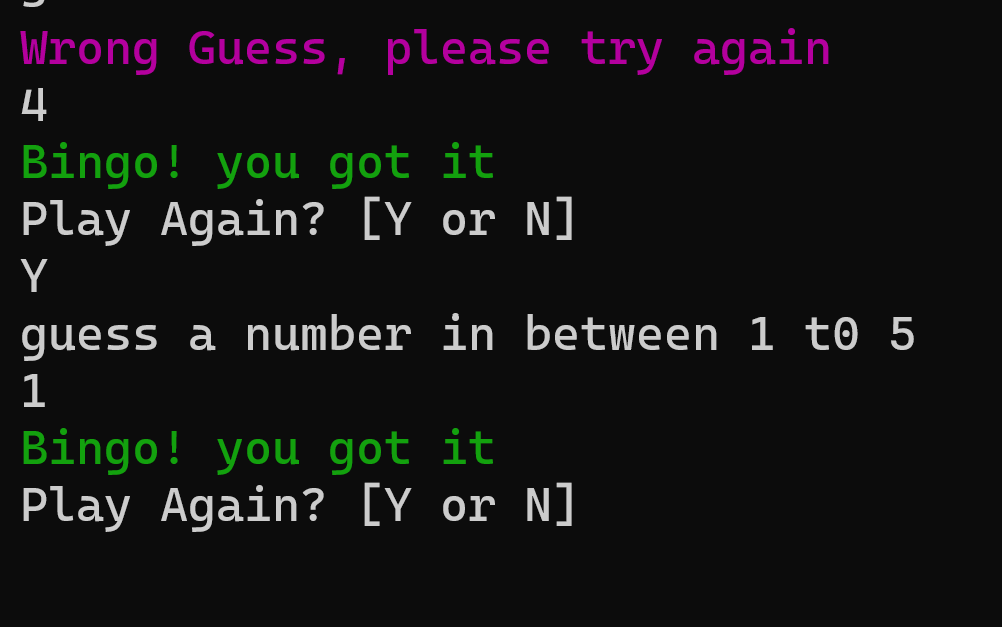 Wrong Guess, please try again
4
Bingo! you got it
Play Again? [Y or N]
Y
guess a number in between 1 t0 5
1
Bingo! you got it
Play Again? [Y or N]